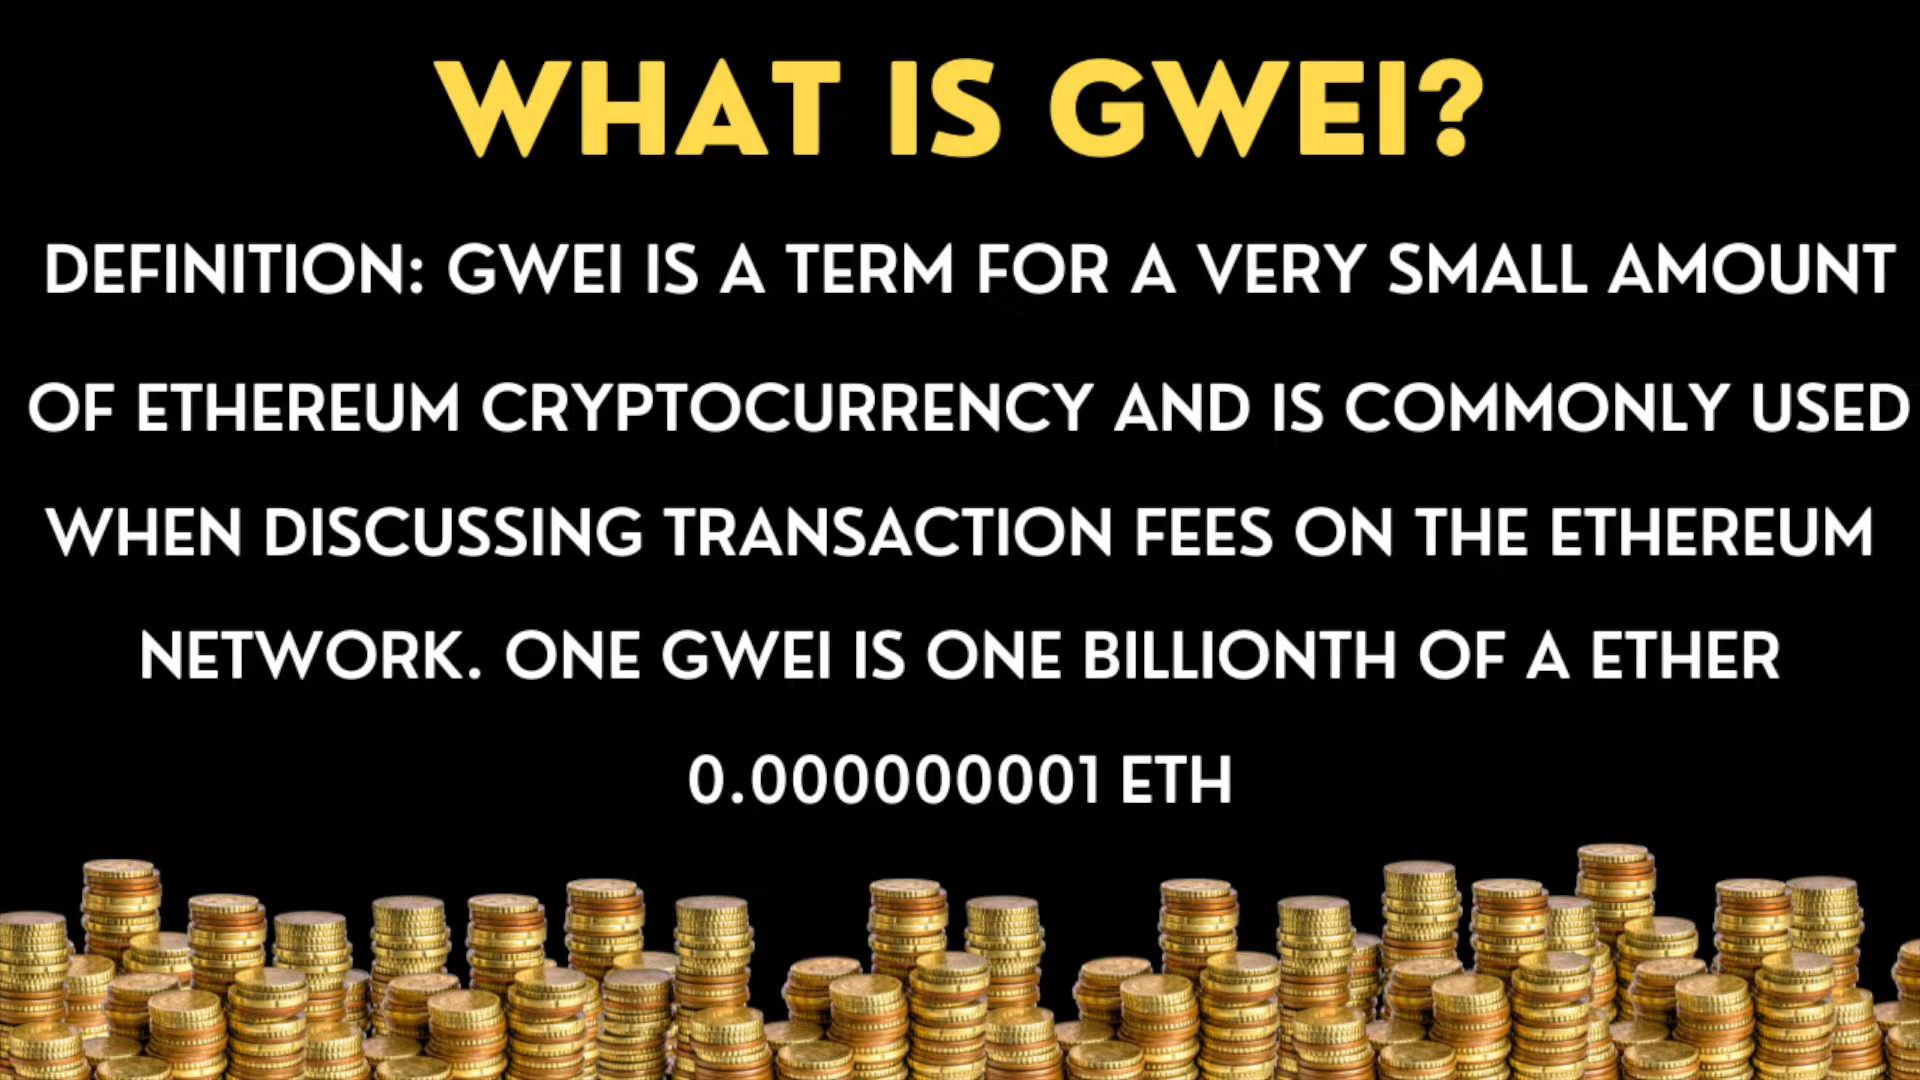 WHAT IS GWEI?
DEFINITION: GWEI IS A TERM FOR A VERY SMALL AMOUNT
OF ETHEREUM CRYPTOCURRENCY AND IS COMMONLY USED
WHEN DISCUSSING TRANSACTION FEES ON THE ETHEREUM
NETWORK. ONE GWEI IS ONE BILLIONTH OF A ETHER
0.000000001 ETH